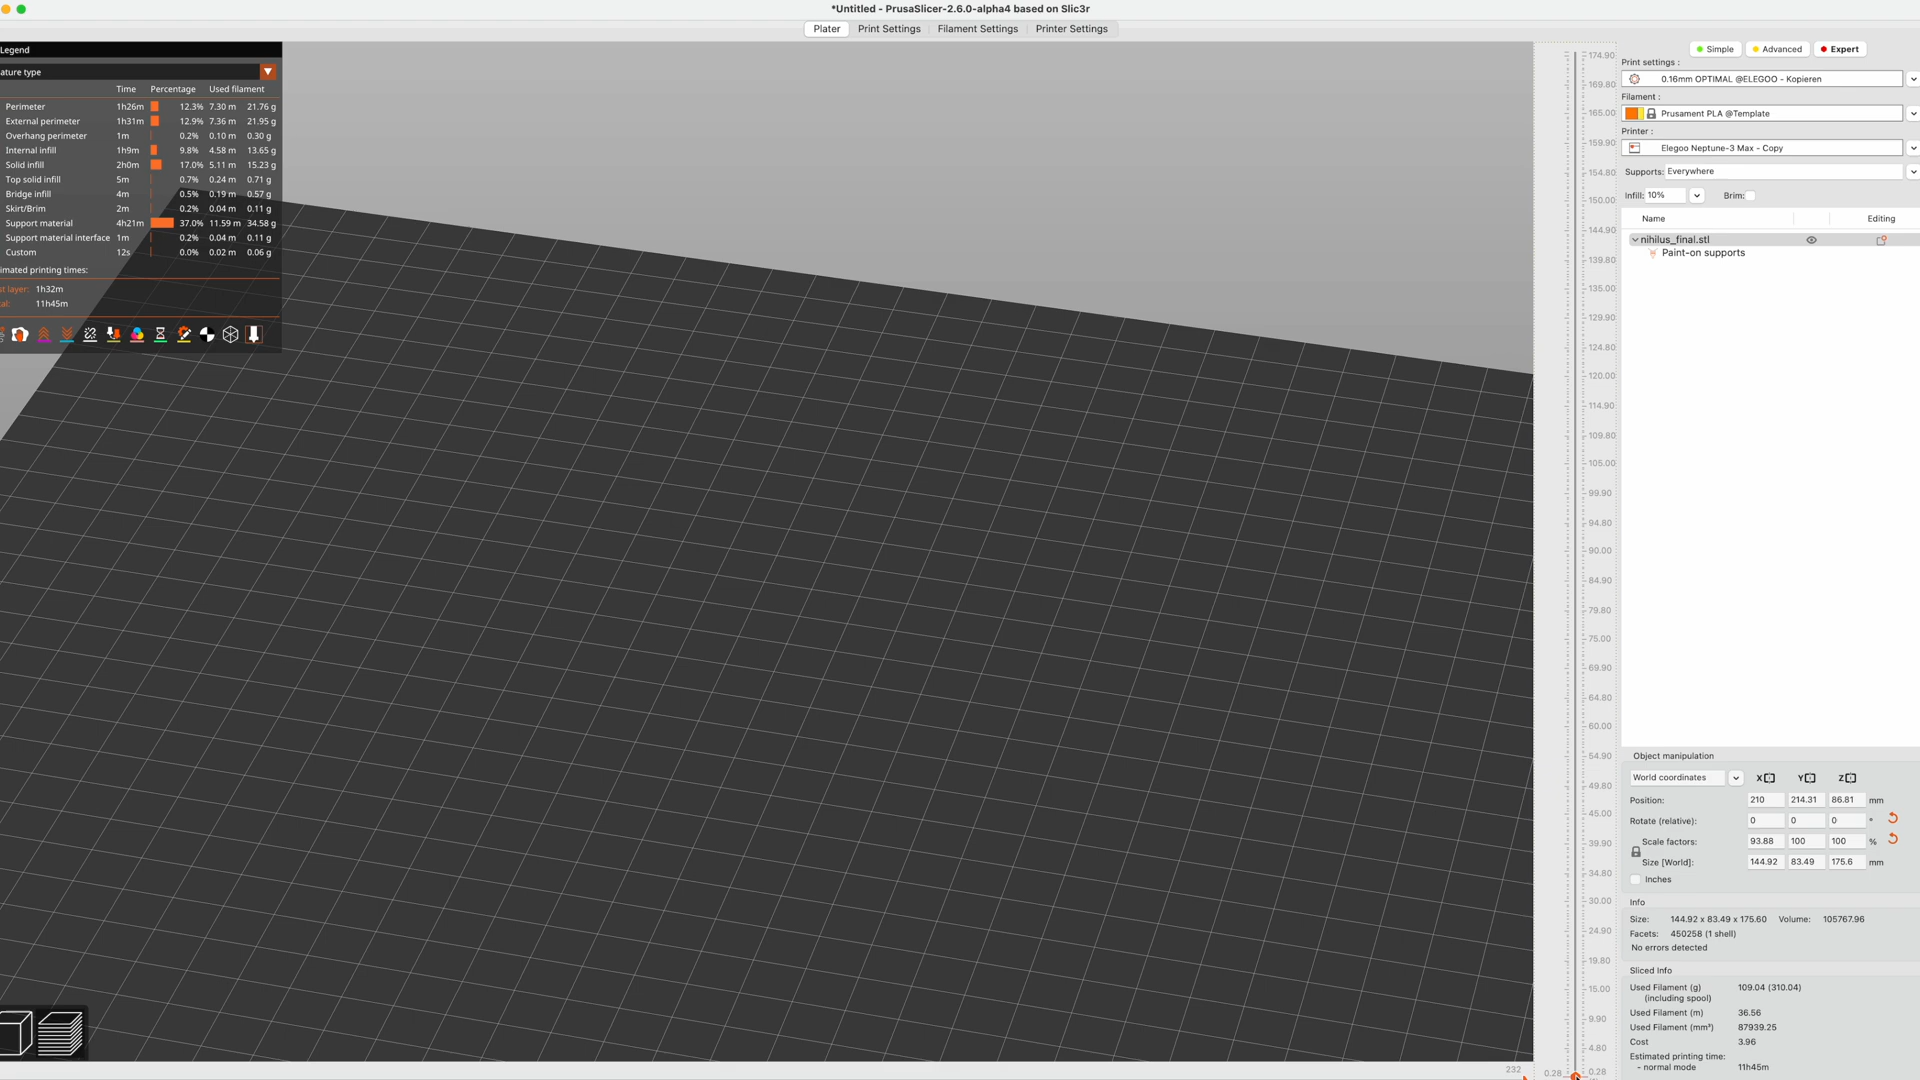 *Untitled - PrusaSlicer-2.6.0-alpha4 based on Slic3r
Plater Print Settings Filament Settings Printer Settings
Legend
ature type
Time Percentage Used filament
Perimeter 1h26m 12.3% 7.30 m 21.76 g
External perimeter 1h31m 12.9% 7.36 m 21.95 g
Overhang perimeter 1m 0.2% 0.10 m 0.30 g
Internal infill 1h9m 9.8% 4.58 m 13.65 g
Solid infill 2h0m 17.0% 5.11 m 15.23 g
Top solid infill 5m 0.7% 0.24 m 0.71 g
Bridge infill 4m 0.5% 0.19 m 0.57 g
Skirt/Brim 2m 0.2% 0.04 m 0.11 g
Support material 4h21m 37.0% 11.59 m 34.58 g
Support material interface 1m 0.2% 0.04 m 0.11 g
Custom 12s 0.0% 0.02 m 0.06 g
imated printing times:
st layer: 1h32m
al: 11h45m
232
174.90
169.80
165.00
159.90
154.80
150.00
144.90
139.80
135.00
129.90
124.80
120.00
114.90
109.80
105.00
99.90
94.80
90.00
84.90
79.80
75.00
69.90
64.80
60.00
54.90
49.80
45.00
39.90
34.80
30.00
24.90
19.80
15.00
9.90
4.80
0.28 0.28
Simple Advanced Expert
Print settings :
0.16mm OPTIMAL @ELEGOO - Kopieren
Filament :
Prusament PLA @Template
Printer :
Elegoo Neptune-3 Max - Copy
Supports: Everywhere
Infill: 10% Brim:
Name Editing
nihilus_final.stl
Paint-on supports
Object manipulation
World coordinates X Y Z
Position: 210 214.31 86.81 mm
Rotate (relative): 0 0 0 °
Scale factors: 93.88 100 100 %
Size [World]: 144.92 83.49 175.6 mm
Inches
Info
Size: 144.92 x 83.49 x 175.60 Volume: 105767.96
Facets: 450258 (1 shell)
No errors detected
Sliced Info
Used Filament (g) 109.04 (310.04)
(including spool)
Used Filament (m) 36.56
Used Filament (mm³) 87939.25
Cost 3.96
Estimated printing time:
- normal mode 11h45m